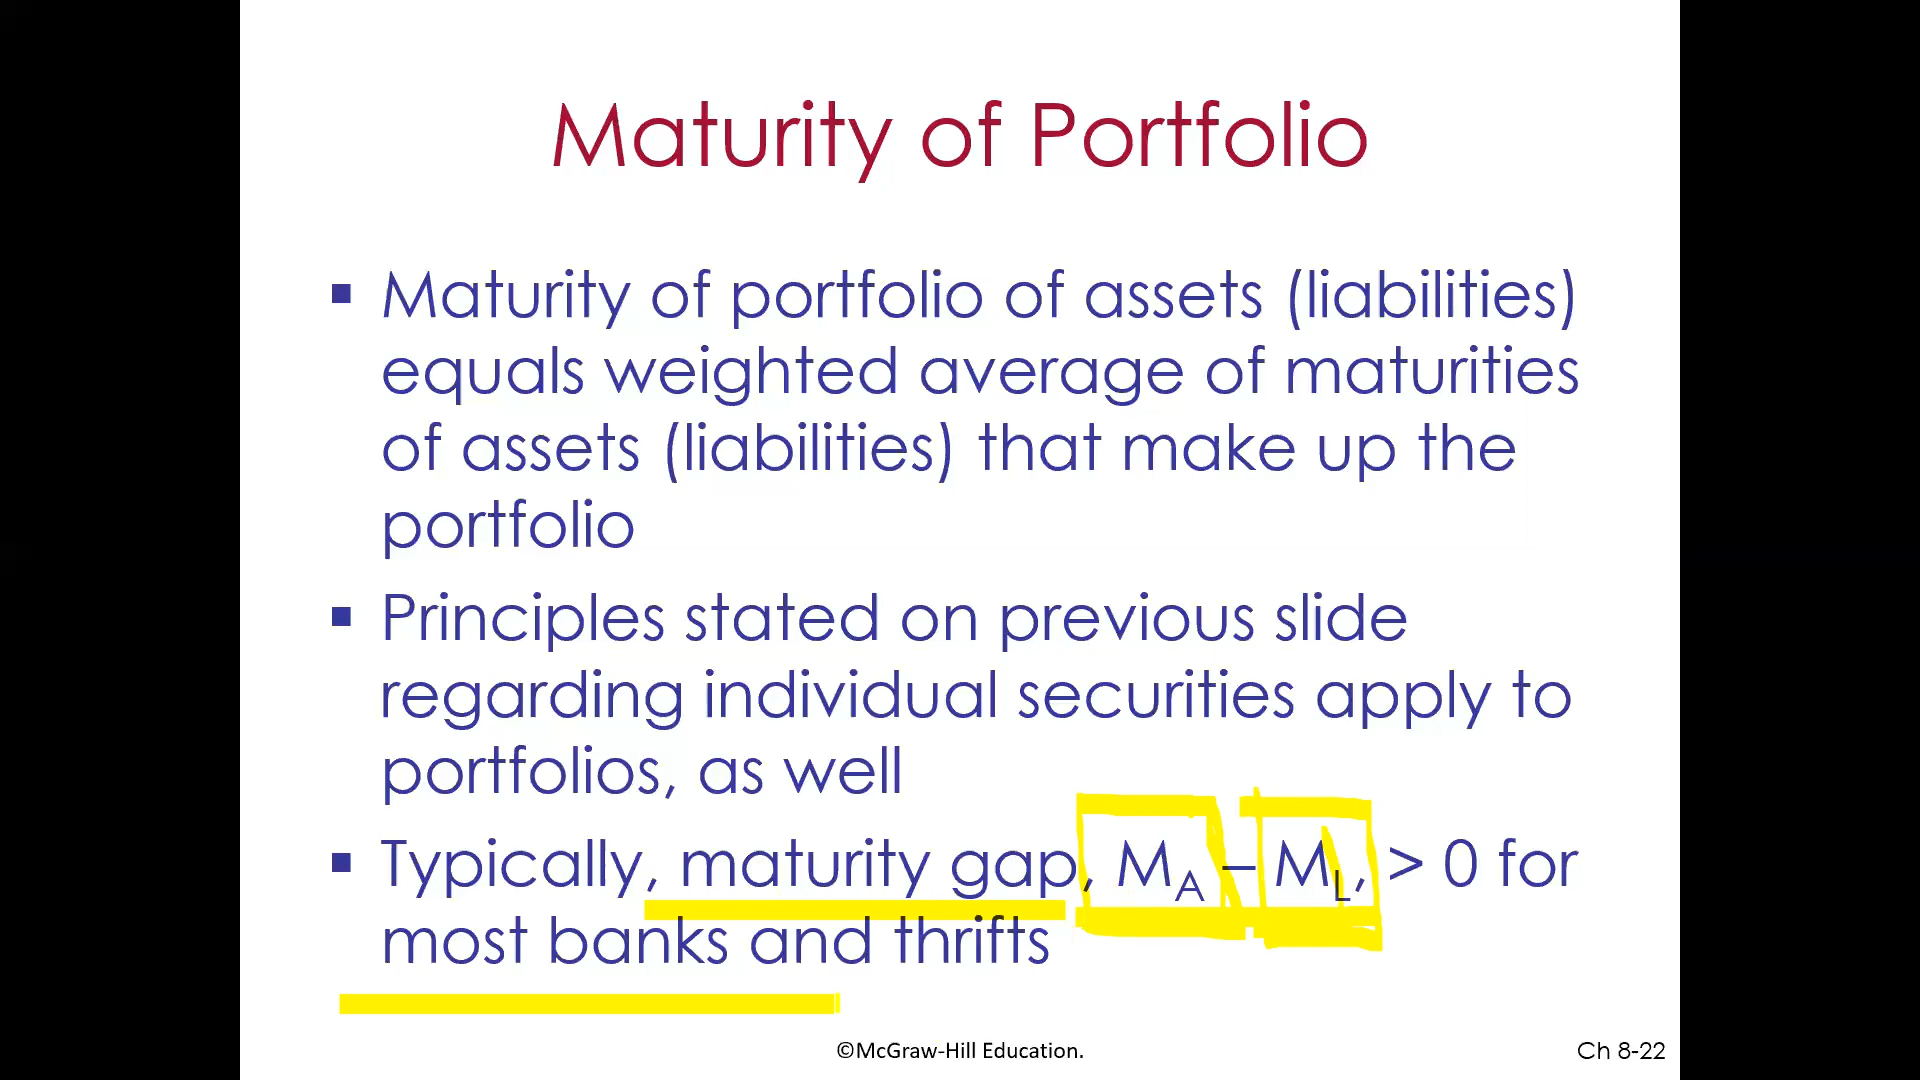 Maturity of Portfolio
▪ Maturity of portfolio of assets (liabilities)
equals weighted average of maturities
of assets (liabilities) that make up the
portfolio
▪ Principles stated on previous slide
regarding individual securities apply to
portfolios, as well
▪ Typically, maturity gap, M_A – M_L, > 0 for
most banks and thrifts
©McGraw-Hill Education.
Ch 8-22